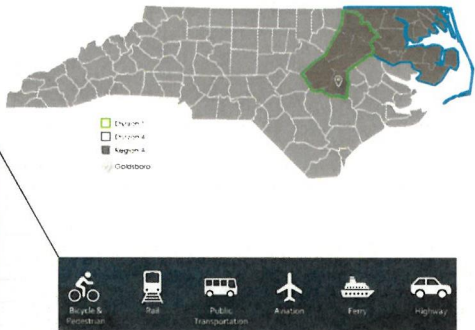 Division 1
Division 4
Region A
Goldsboro
Bicycle &
Pedestrian
Rail
Public
Transportation
Aviation
Ferry
Highway